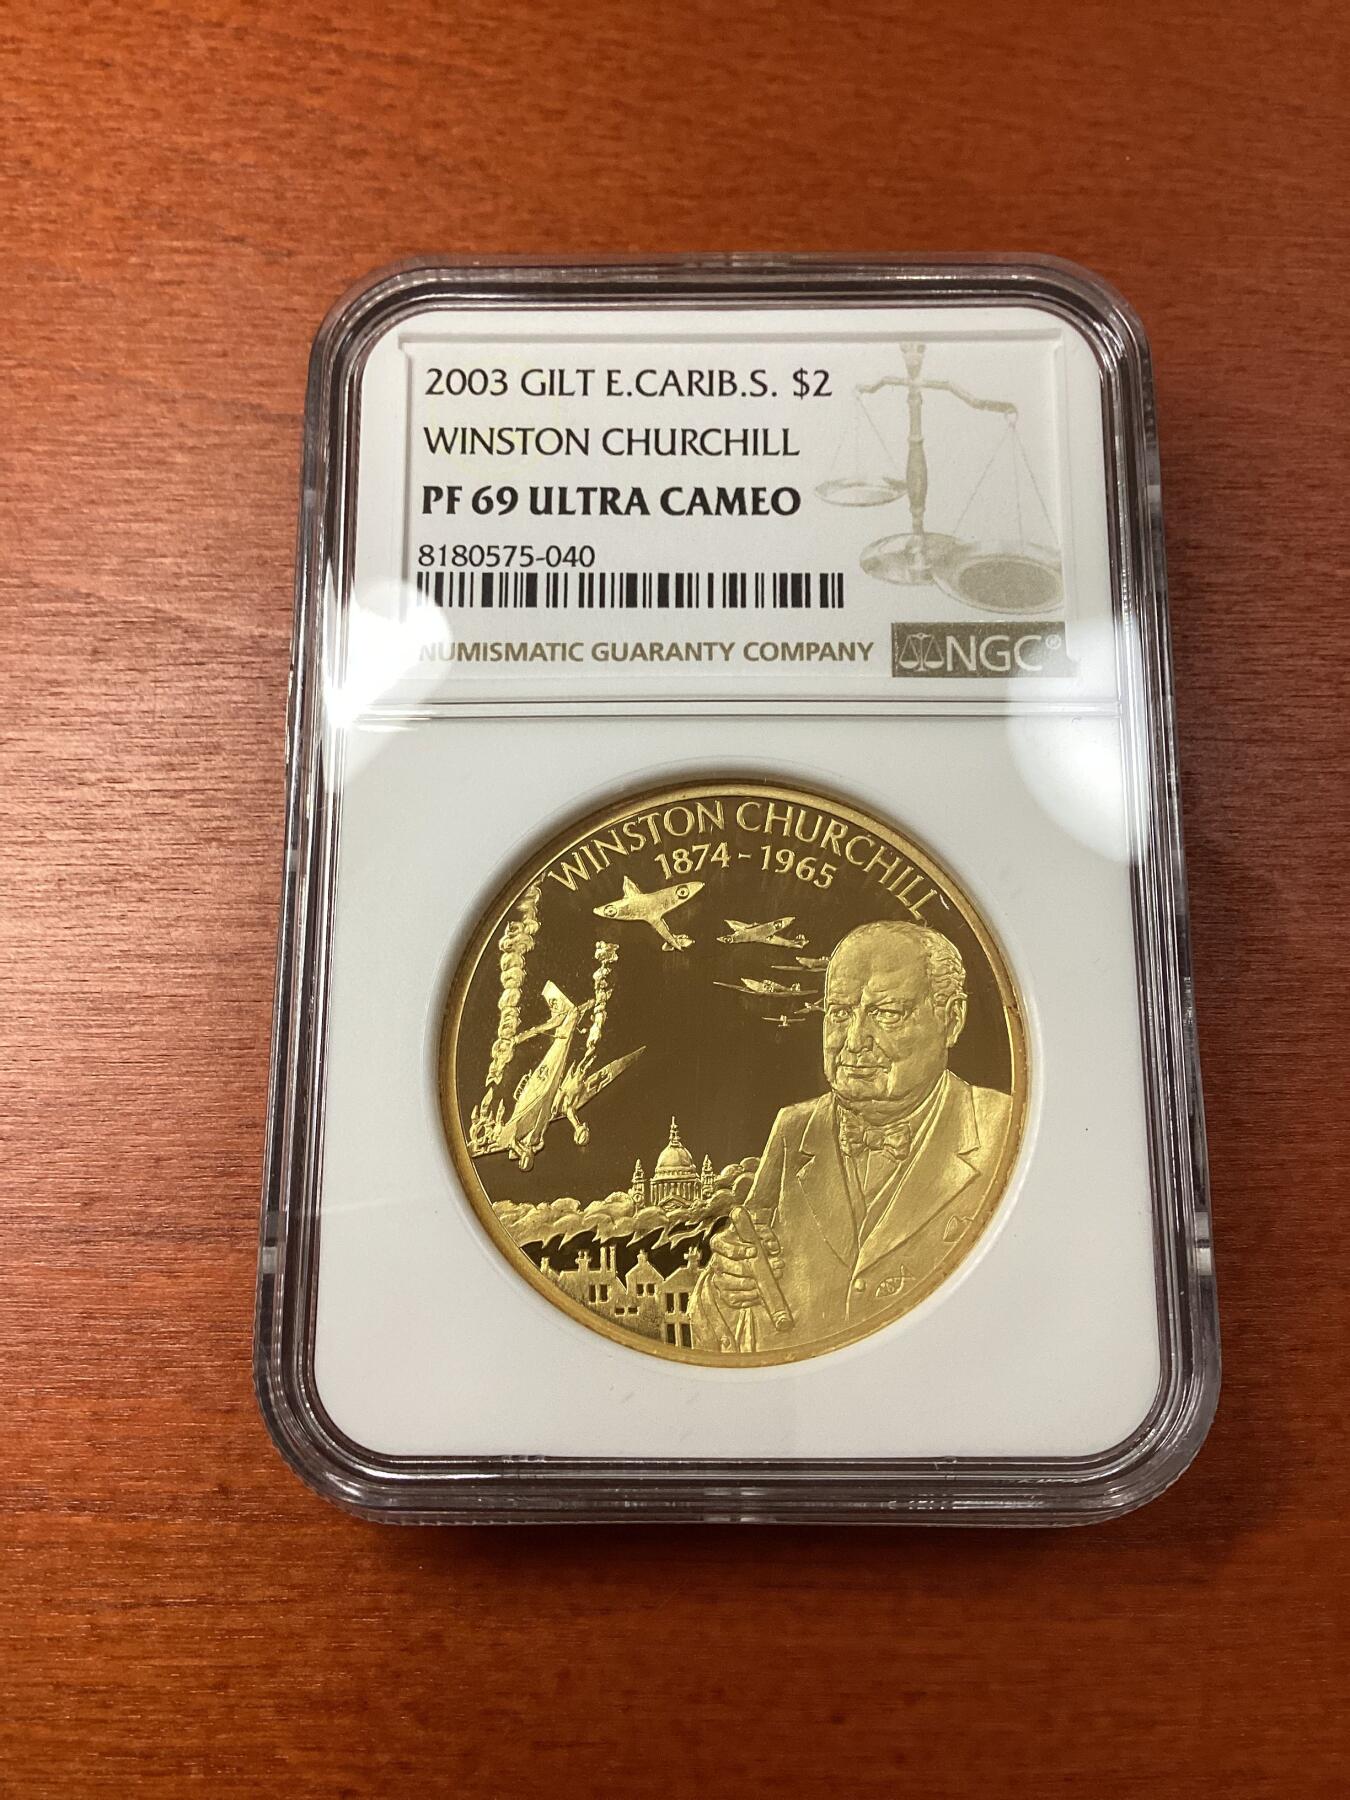 2003 GILT E.CARIB.S. $2
WINSTON CHURCHILL
PF 69 ULTRA CAMEO
8180575-040
NUMISMATIC GUARANTY COMPANY
NGC®
WINSTON CHURCHILL
1874-1965